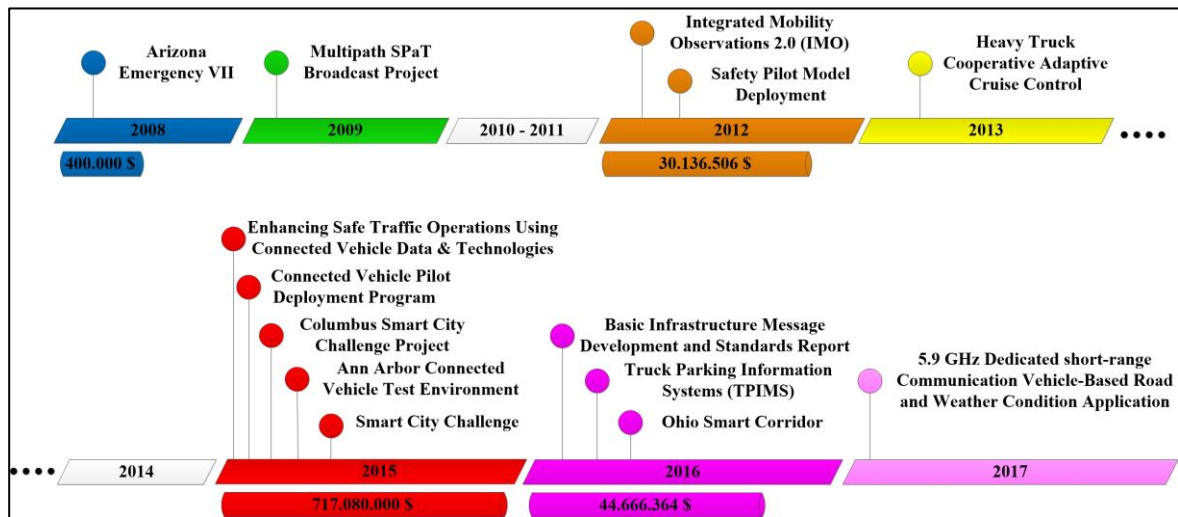 Arizona
Emergency VII
Multipath SPaT
Broadcast Project
Integrated Mobility
Observations 2.0 (IMO)
Safety Pilot Model
Deployment
Heavy Truck
Cooperative Adaptive
Cruise Control
2008
2009
2010 - 2011
2012
2013
400.000 $
30.136.506 $
Enhancing Safe Traffic Operations Using
Connected Vehicle Data & Technologies
Connected Vehicle Pilot
Deployment Program
Columbus Smart City
Challenge Project
Ann Arbor Connected
Vehicle Test Environment
Smart City Challenge
Basic Infrastructure Message
Development and Standards Report
Truck Parking Information
Systems (TPIMS)
Ohio Smart Corridor
5.9 GHz Dedicated short-range
Communication Vehicle-Based Road
and Weather Condition Application
2014
2015
2016
2017
717.080.000 $
44.666.364 $